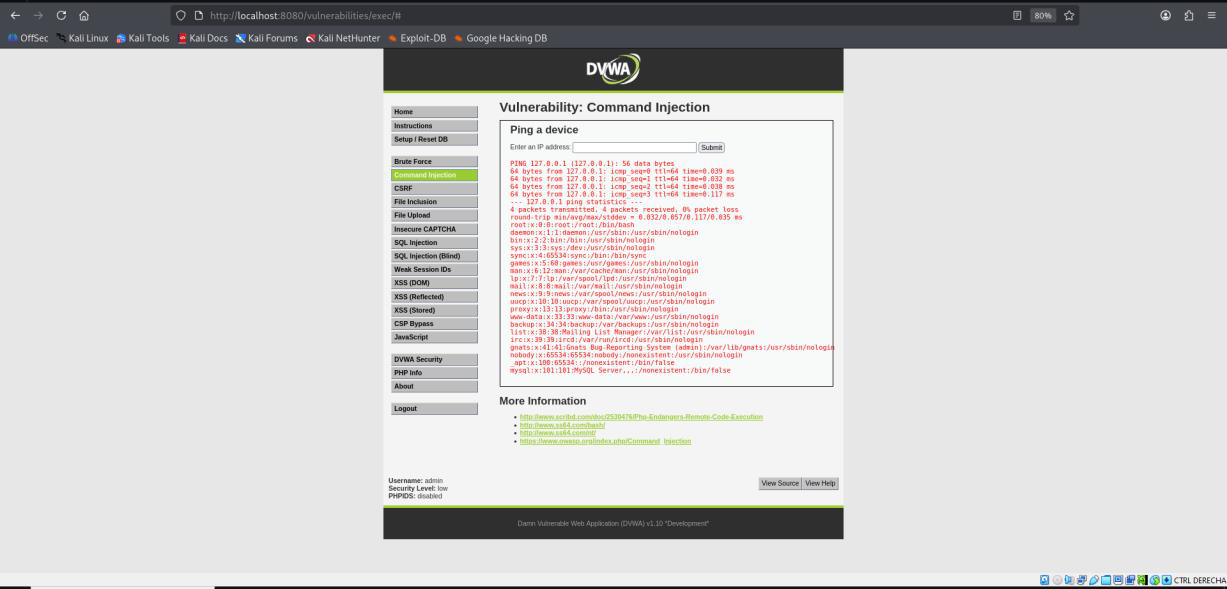 http://localhost:8080/vulnerabilities/exec/#
80%
OffSec Kali Linux Kali Tools Kali Docs Kali Forums Kali NetHunter Exploit-DB Google Hacking DB
DVWA
Home
Instructions
Setup / Reset DB
Brute Force
Command Injection
CSRF
File Inclusion
File Upload
Insecure CAPTCHA
SQL Injection
SQL Injection (Blind)
Weak Session IDs
XSS (DOM)
XSS (Reflected)
XSS (Stored)
CSP Bypass
JavaScript
DVWA Security
PHP Info
About
Logout
Vulnerability: Command Injection
Ping a device
Enter an IP address: Submit
PING 127.0.0.1 (127.0.0.1): 56 data bytes
64 bytes from 127.0.0.1: icmp_seq=0 ttl=64 time=0.039 ms
64 bytes from 127.0.0.1: icmp_seq=1 ttl=64 time=0.032 ms
64 bytes from 127.0.0.1: icmp_seq=2 ttl=64 time=0.038 ms
64 bytes from 127.0.0.1: icmp_seq=3 ttl=64 time=0.117 ms
--- 127.0.0.1 ping statistics ---
4 packets transmitted, 4 packets received, 0% packet loss
round-trip min/avg/max/stddev = 0.032/0.057/0.117/0.035 ms
root:x:0:0:root:/root:/bin/bash
daemon:x:1:1:daemon:/usr/sbin:/usr/sbin/nologin
bin:x:2:2:bin:/bin:/usr/sbin/nologin
sys:x:3:3:sys:/dev:/usr/sbin/nologin
sync:x:4:65534:sync:/bin:/bin/sync
games:x:5:60:games:/usr/games:/usr/sbin/nologin
man:x:6:12:man:/var/cache/man:/usr/sbin/nologin
lp:x:7:7:lp:/var/spool/lpd:/usr/sbin/nologin
mail:x:8:8:mail:/var/mail:/usr/sbin/nologin
news:x:9:9:news:/var/spool/news:/usr/sbin/nologin
uucp:x:10:10:uucp:/var/spool/uucp:/usr/sbin/nologin
proxy:x:13:13:proxy:/bin:/usr/sbin/nologin
www-data:x:33:33:www-data:/var/www:/usr/sbin/nologin
backup:x:34:34:backup:/var/backups:/usr/sbin/nologin
list:x:38:38:Mailing List Manager:/var/list:/usr/sbin/nologin
irc:x:39:39:ircd:/var/run/ircd:/usr/sbin/nologin
gnats:x:41:41:Gnats Bug-Reporting System (admin):/var/lib/gnats:/usr/sbin/nologin
nobody:x:65534:65534:nobody:/nonexistent:/usr/sbin/nologin
_apt:x:100:65534::/nonexistent:/bin/false
mysql:x:101:101:MySQL Server,,,:/nonexistent:/bin/false
More Information
http://www.scribd.com/doc/2530476/Php-Endangers-Remote-Code-Execution
http://www.ss64.com/bash/
http://www.ss64.com/nt/
https://www.owasp.org/index.php/Command_Injection
Username: admin
Security Level: low
PHPIDS: disabled
View Source View Help
Damn Vulnerable Web Application (DVWA) v1.10 *Development*
CTRL DERECHA